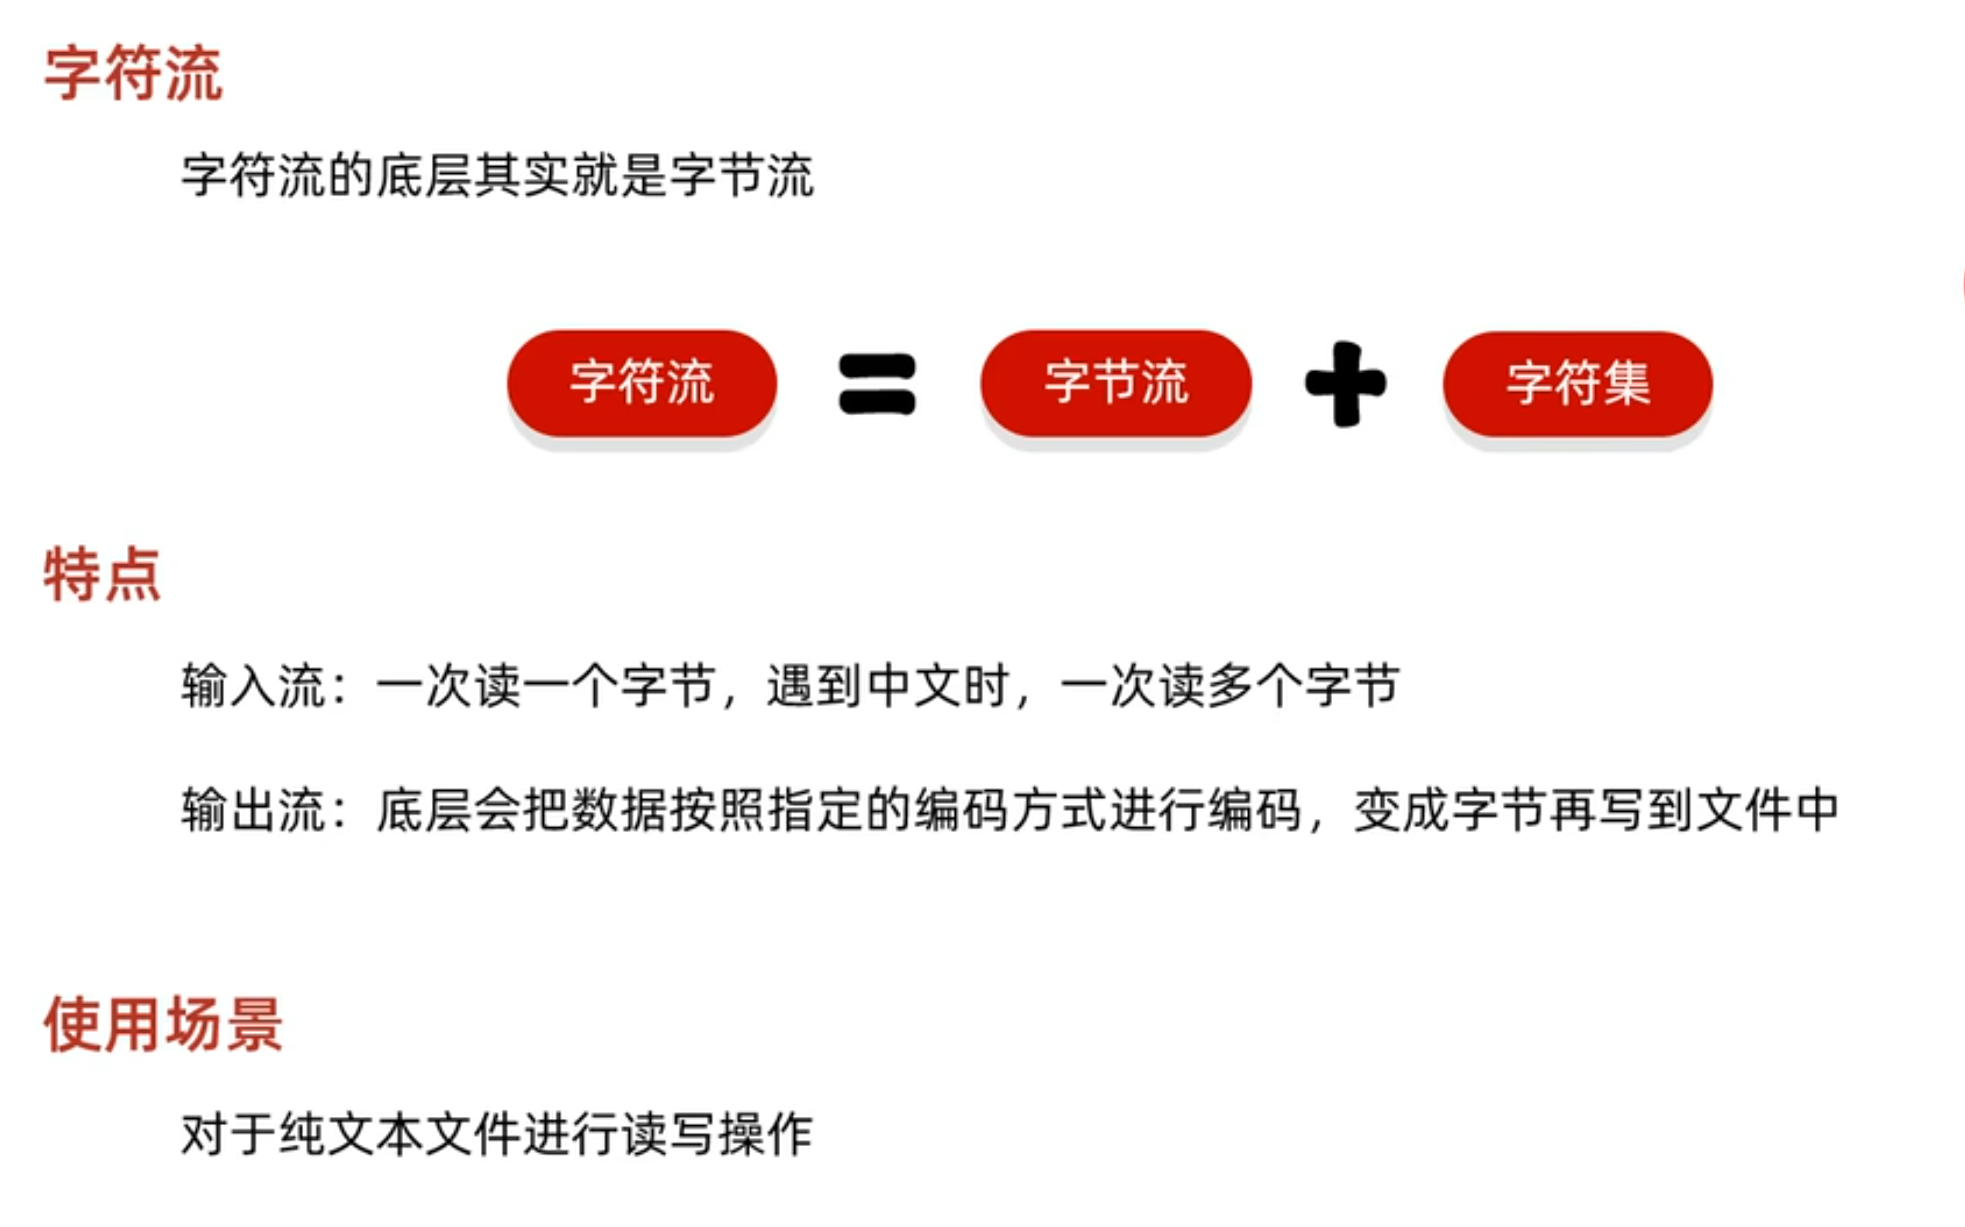 字符流
字符流的底层其实就是字节流
字符流 = 字节流 + 字符集
特点
输入流：一次读一个字节，遇到中文时，一次读多个字节
输出流：底层会把数据按照指定的编码方式进行编码，变成字节再写到文件中
使用场景
对于纯文本文件进行读写操作